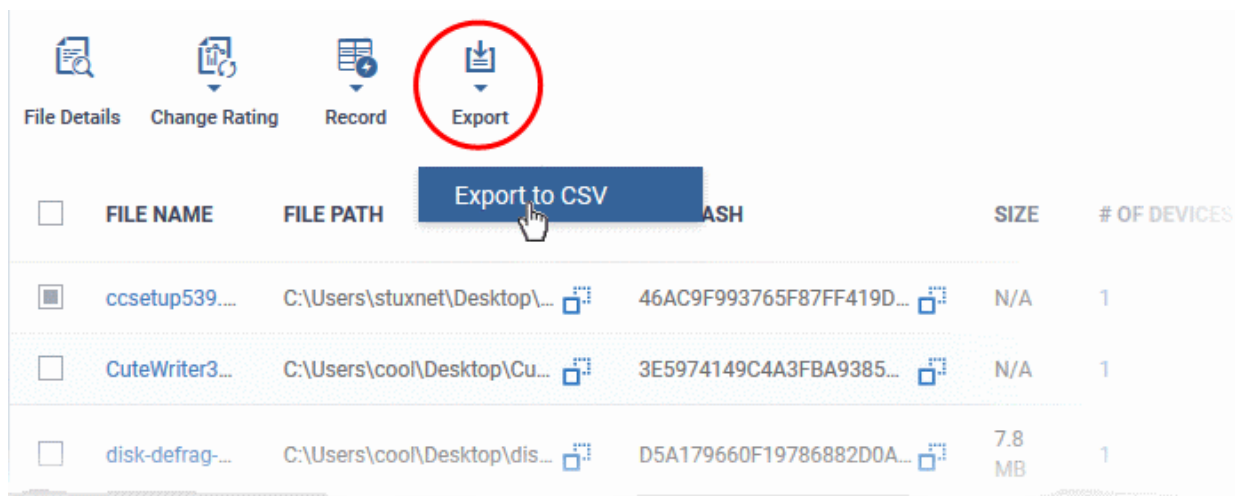 File Details Change Rating Record Export
Export to CSV
FILE NAME FILE PATH ASH SIZE # OF DEVICES
ccsetup539.... C:\Users\stuxnet\Desktop\... 46AC9F993765F87FF419D... N/A 1
CuteWriter3... C:\Users\cool\Desktop\Cu... 3E5974149C4A3FBA9385... N/A 1
disk-defrag-... C:\Users\cool\Desktop\dis... D5A179660F19786882D0A... 7.8 MB 1